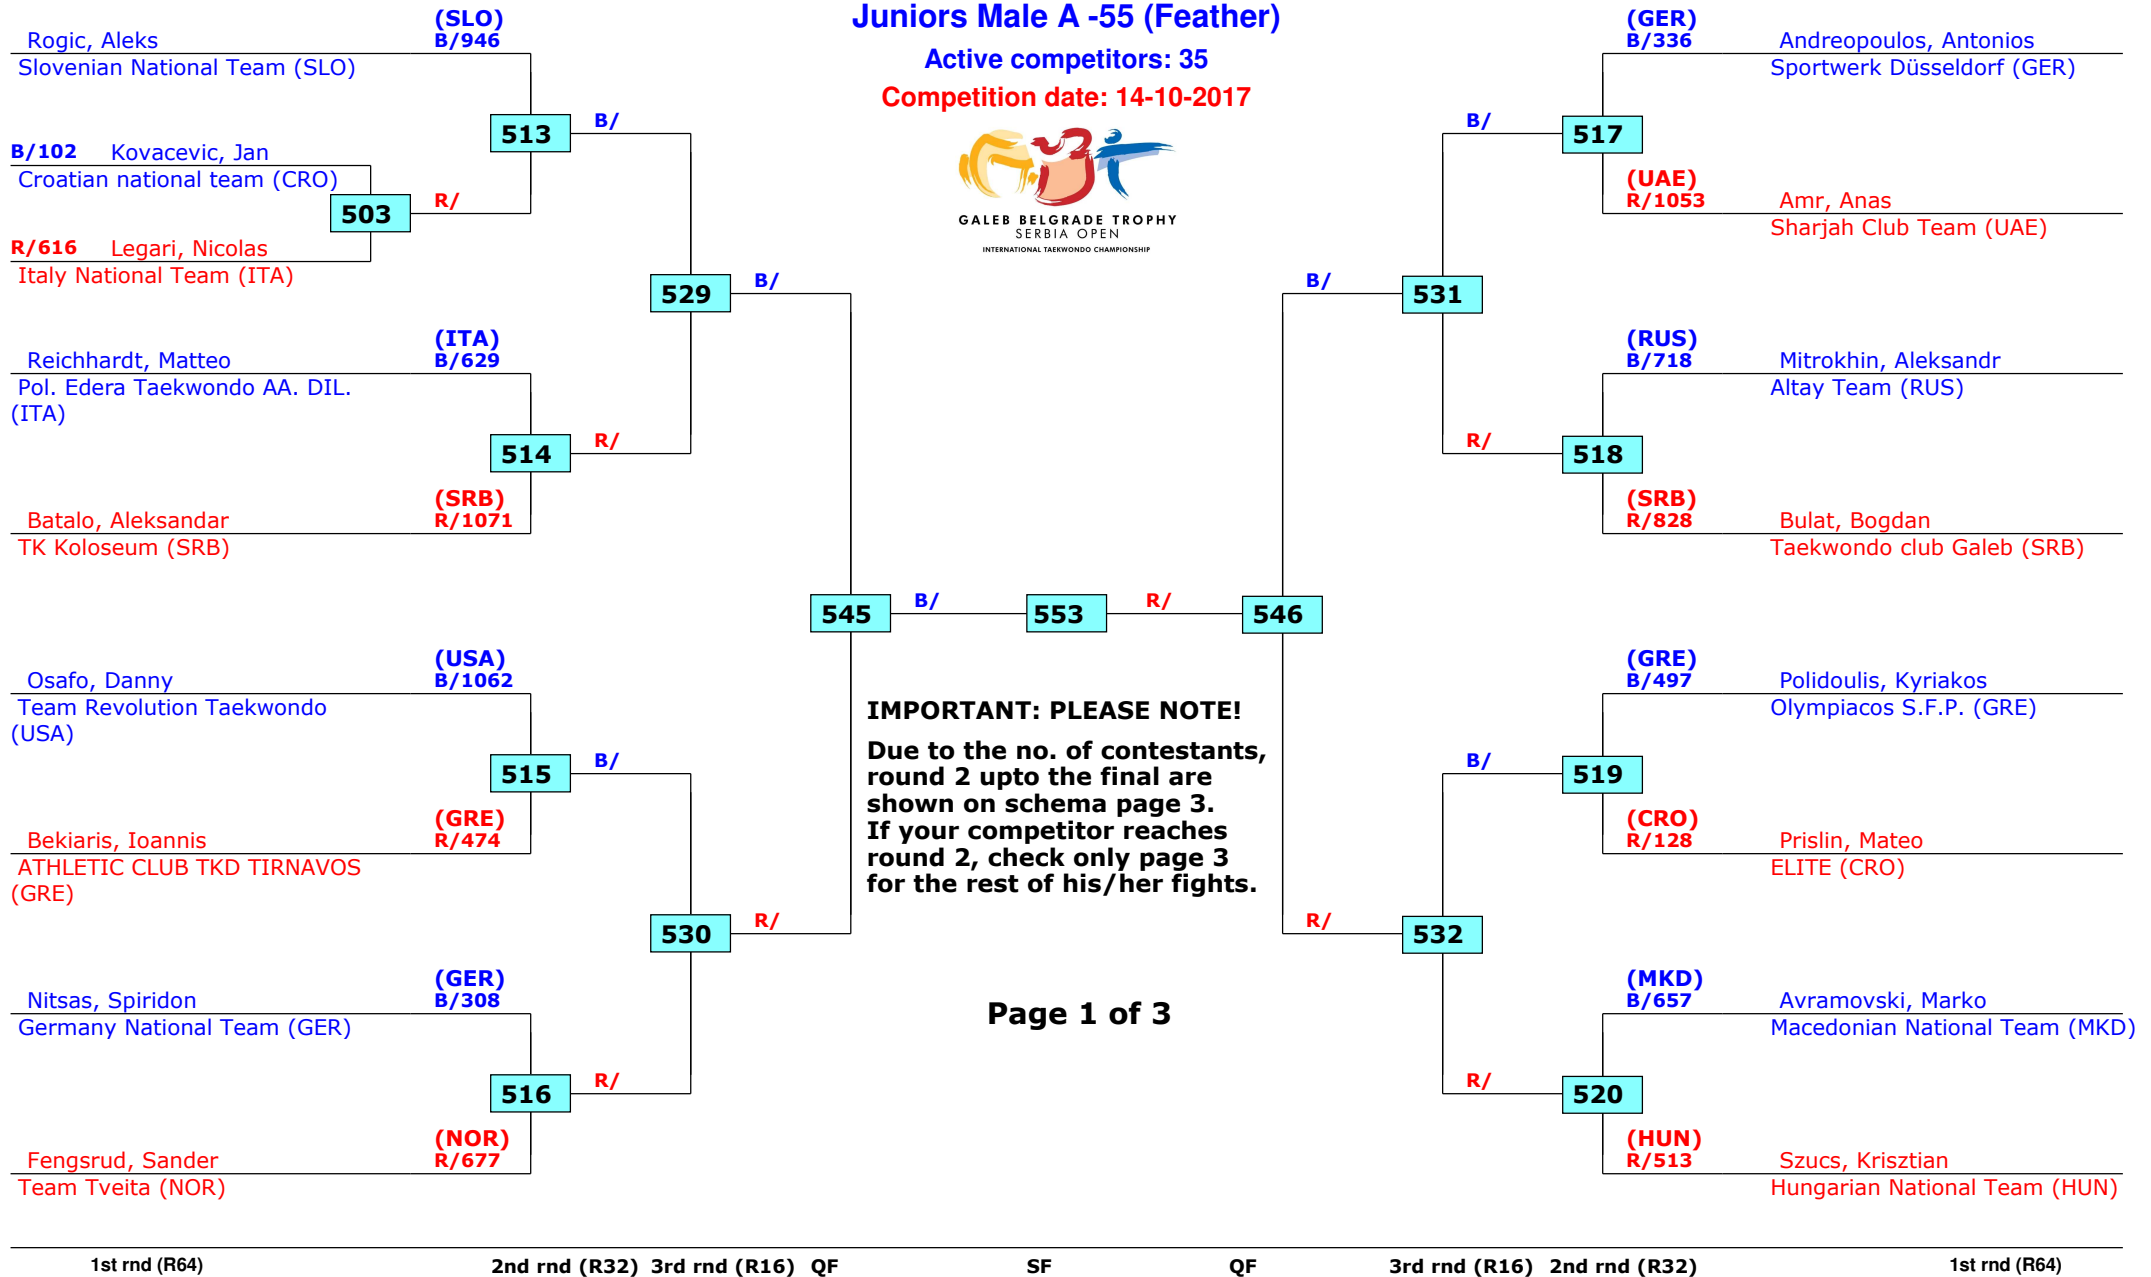 Juniors Male A -55 (Feather)
Active competitors: 35
Competition date: 14-10-2017
GALEB BELGRADE TROPHY
SERBIA OPEN
INTERNATIONAL TAEKWONDO CHAMPIONSHIP
(SLO)
Rogic, Aleks B/946
Slovenian National Team (SLO)
513 B/
B/102 Kovacevic, Jan
Croatian national team (CRO)
503 R/
R/616 Legari, Nicolas
Italy National Team (ITA)
529 B/
(ITA)
Reichhardt, Matteo B/629
Pol. Edera Taekwondo AA. DIL.
(ITA)
514 R/
(SRB)
Batalo, Aleksandar R/1071
TK Koloseum (SRB)
545 B/ 553 R/ 546
(USA)
Osafo, Danny B/1062
Team Revolution Taekwondo
(USA)
515 B/
(GRE)
Bekiaris, Ioannis R/474
ATHLETIC CLUB TKD TIRNAVOS
(GRE)
530 R/
(GER)
Nitsas, Spiridon B/308
Germany National Team (GER)
516 R/
(NOR)
Fengsrud, Sander R/677
Team Tveita (NOR)
IMPORTANT: PLEASE NOTE!
Due to the no. of contestants,
round 2 upto the final are
shown on schema page 3.
If your competitor reaches
round 2, check only page 3
for the rest of his/her fights.
Page 1 of 3
(GER)
B/336 Andreopoulos, Antonios
Sportwerk Düsseldorf (GER)
B/ 517
(UAE)
R/1053 Amr, Anas
Sharjah Club Team (UAE)
B/ 531
(RUS)
B/718 Mitrokhin, Aleksandr
Altay Team (RUS)
R/ 518
(SRB)
R/828 Bulat, Bogdan
Taekwondo club Galeb (SRB)
(GRE)
B/497 Polidoulis, Kyriakos
Olympiacos S.F.P. (GRE)
B/ 519
(CRO)
R/128 Prislin, Mateo
ELITE (CRO)
R/ 532
(MKD)
B/657 Avramovski, Marko
Macedonian National Team (MKD)
R/ 520
(HUN)
R/513 Szucs, Krisztian
Hungarian National Team (HUN)
1st rnd (R64) 2nd rnd (R32) 3rd rnd (R16) QF SF QF 3rd rnd (R16) 2nd rnd (R32) 1st rnd (R64)